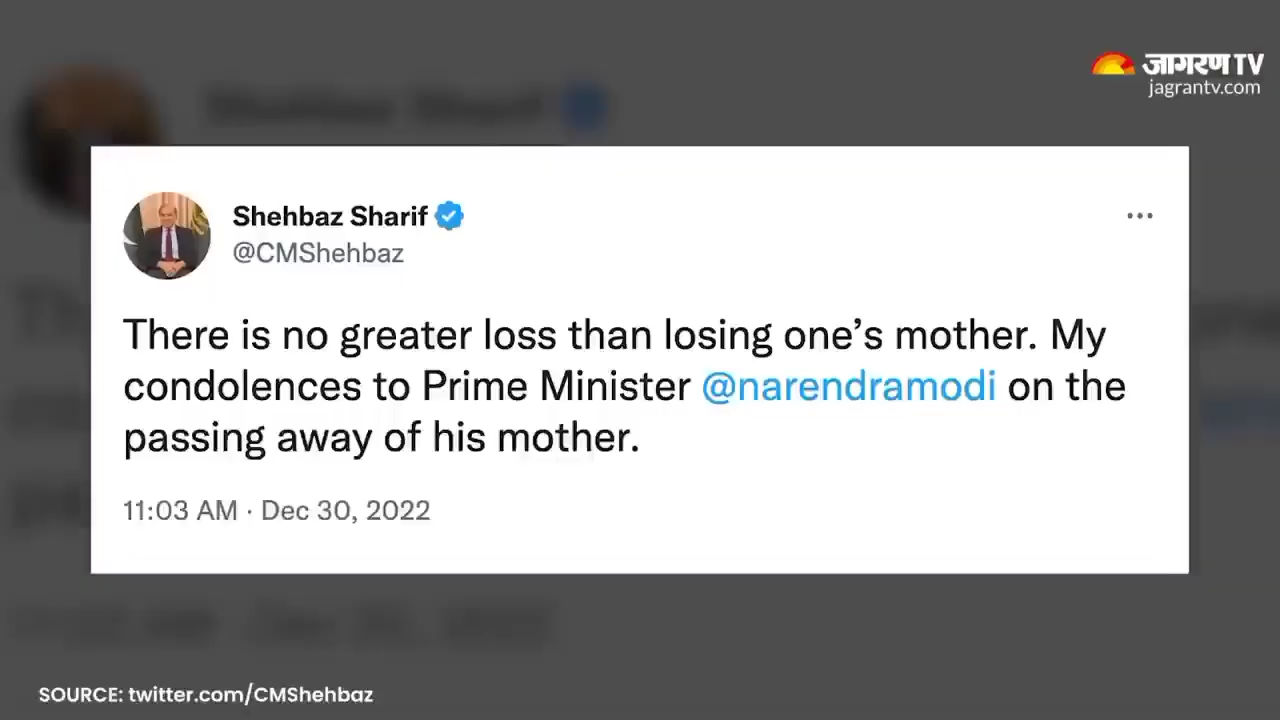 जागरण TV
jagrantv.com
Shehbaz Sharif
@CMShehbaz
There is no greater loss than losing one’s mother. My
condolences to Prime Minister @narendramodi on the
passing away of his mother.
11:03 AM · Dec 30, 2022
SOURCE: twitter.com/CMShehbaz